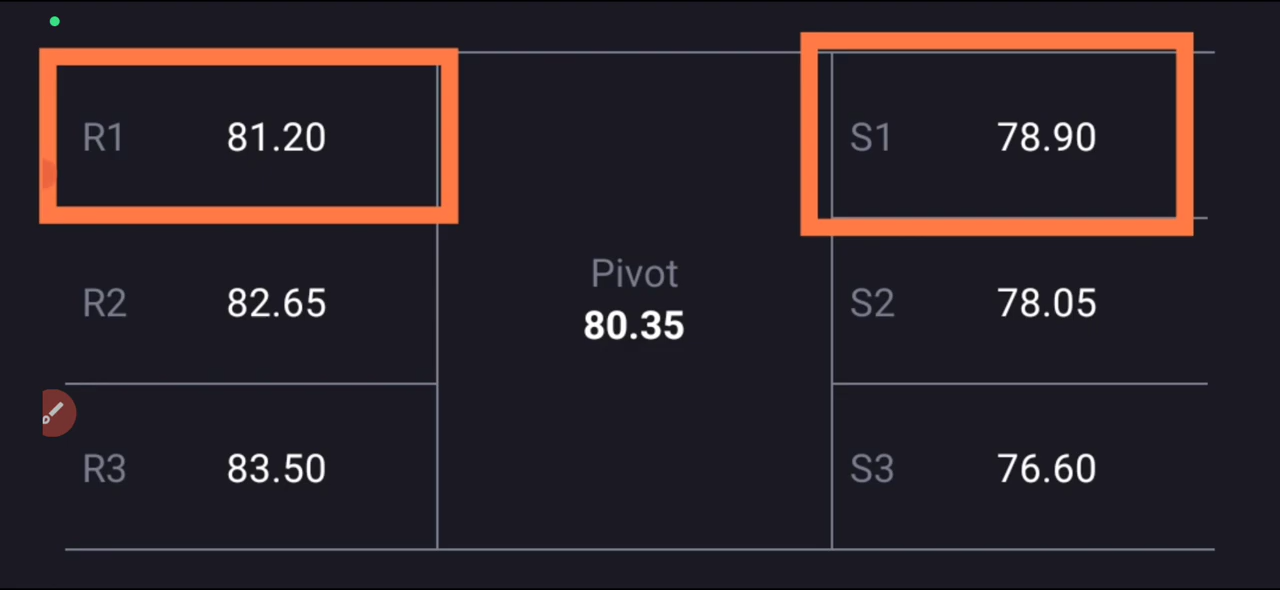 R1 81.20
S1 78.90
R2 82.65
Pivot
80.35
S2 78.05
R3 83.50
S3 76.60